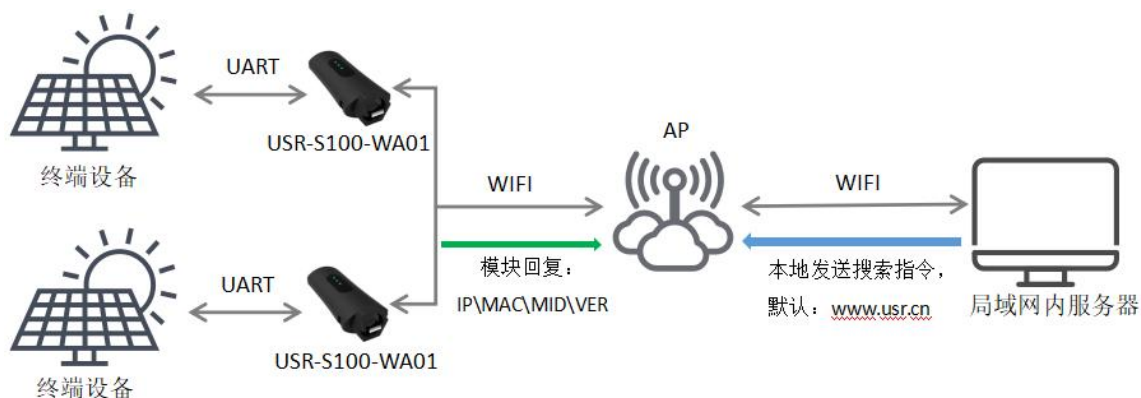 UART
USR-S100-WA01
终端设备
AP
WIFI
WIFI
模块回复：
IP\MAC\MID\VER
本地发送搜索指令，
默认：www.usr.cn
局域网内服务器
UART
USR-S100-WA01
终端设备